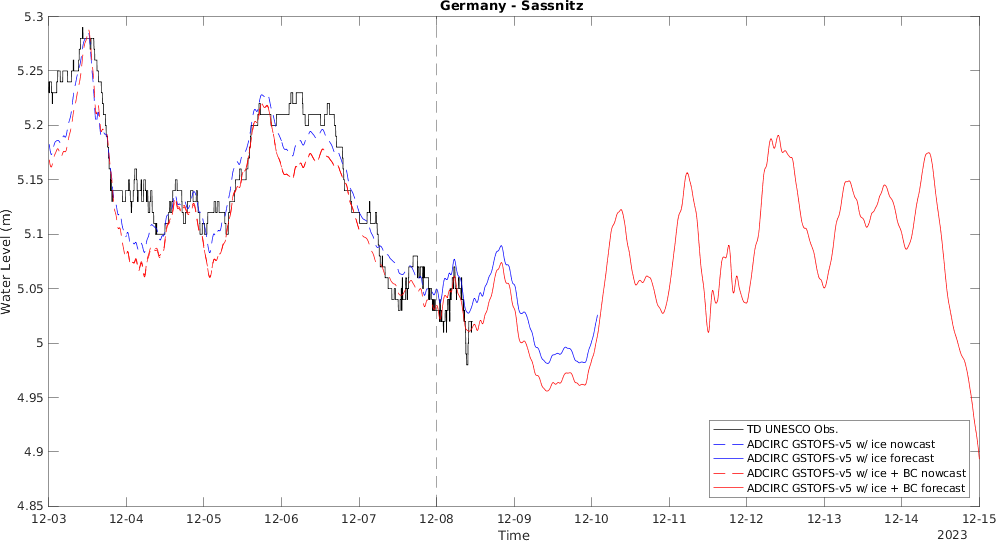 Germany - Sassnitz
5.3
5.25
5.2
5.15
5.1
5.05
5
4.95
4.9
4.85
Water Level (m)
12-03 12-04 12-05 12-06 12-07 12-08 12-09 12-10 12-11 12-12 12-13 12-14 12-15
Time
2023
TD UNESCO Obs.
ADCIRC GSTOFS-v5 w/ ice nowcast
ADCIRC GSTOFS-v5 w/ ice forecast
ADCIRC GSTOFS-v5 w/ ice + BC nowcast
ADCIRC GSTOFS-v5 w/ ice + BC forecast